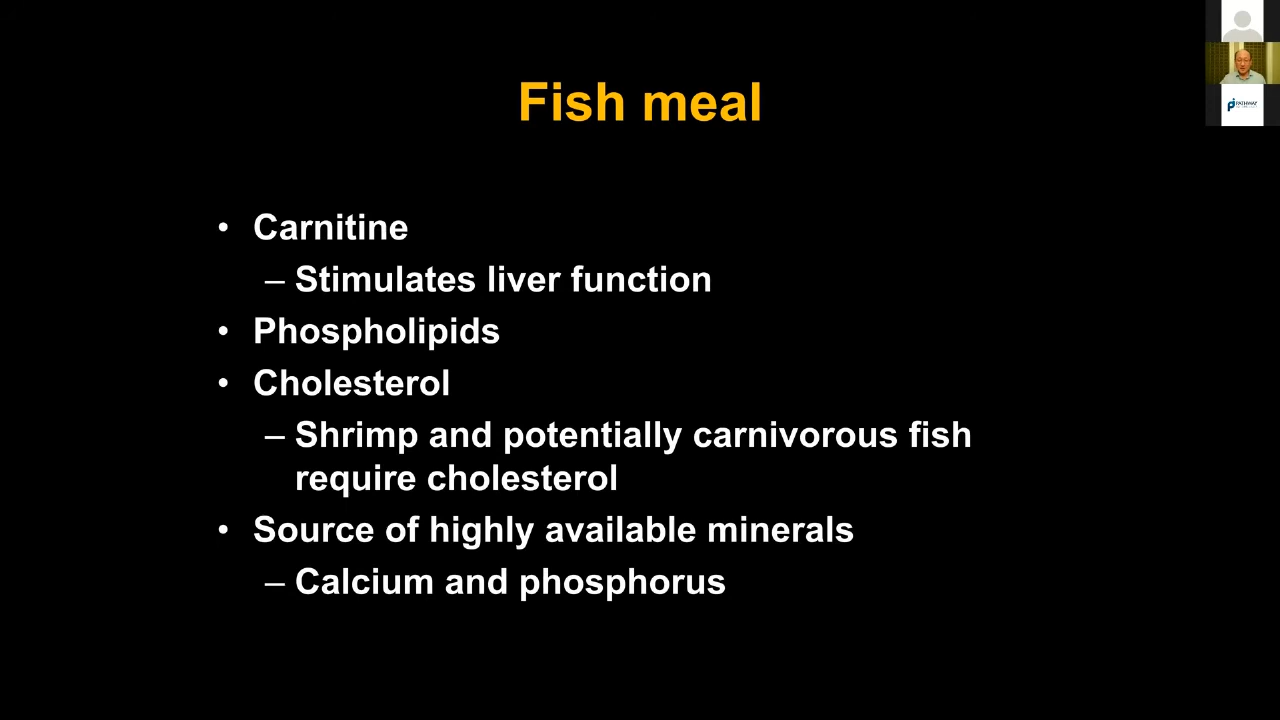 Fish meal
• Carnitine
– Stimulates liver function
• Phospholipids
• Cholesterol
– Shrimp and potentially carnivorous fish
require cholesterol
• Source of highly available minerals
– Calcium and phosphorus
PATHWAY